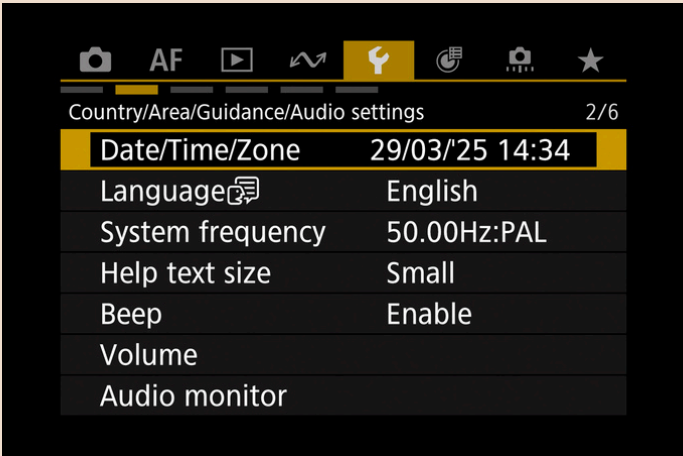 AF
Country/Area/Guidance/Audio settings 2/6
Date/Time/Zone 29/03/'25 14:34
Language
English
System frequency 50.00Hz:PAL
Help text size Small
Beep Enable
Volume
Audio monitor